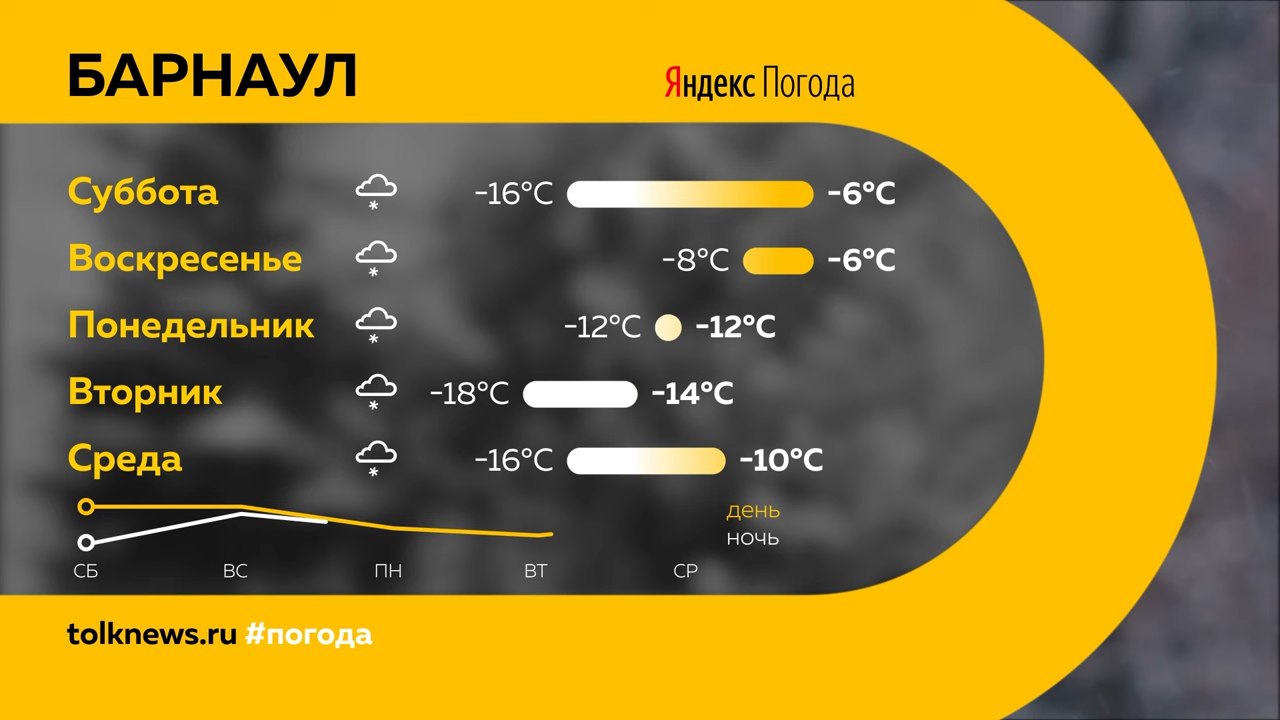 БАРНАУЛ
Яндекс Погода
Суббота -16°C -6°C
Воскресенье -8°C -6°C
Понедельник -12°C -12°C
Вторник -18°C -14°C
Среда -16°C -10°C
день
ночь
СБ ВС ПН ВТ СР
tolknews.ru #погода